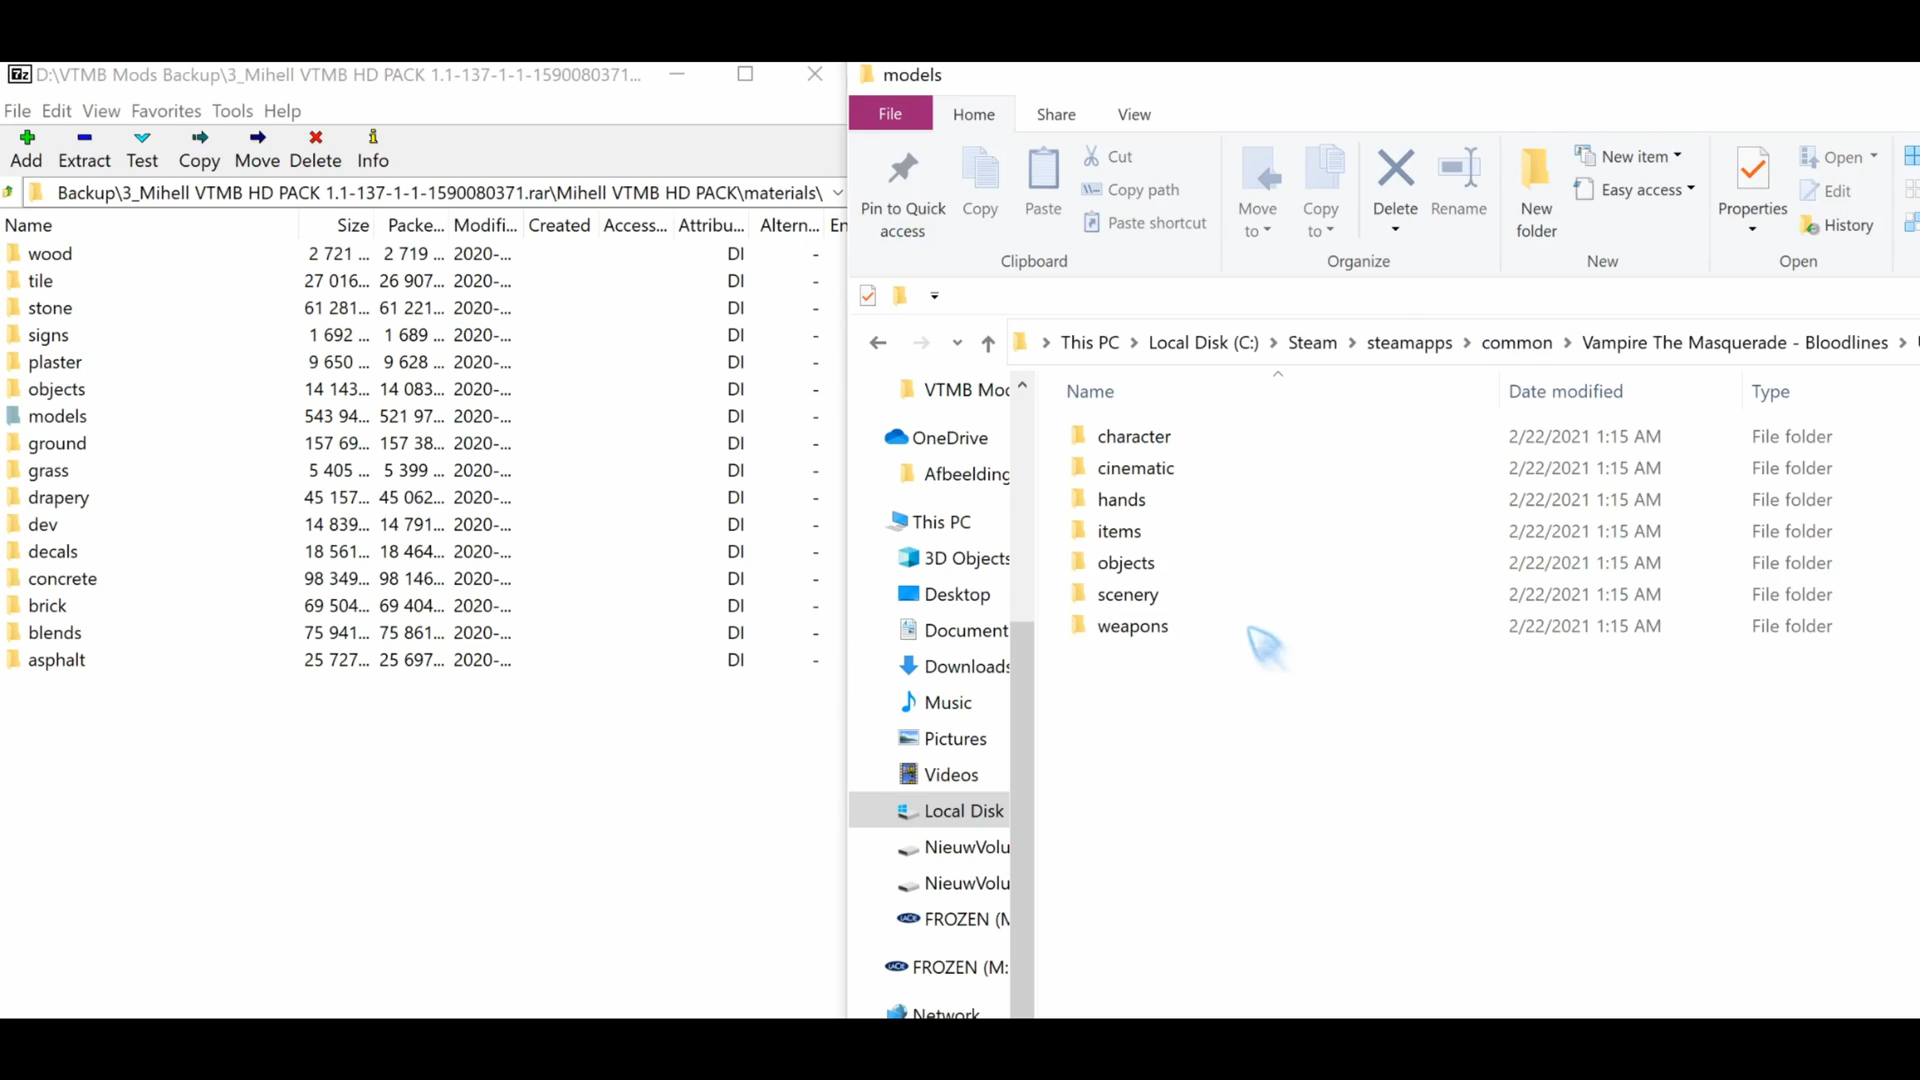 7z D:\VTMB Mods Backup\3_Mihell VTMB HD PACK 1.1-137-1-1-1590080371...
File Edit View Favorites Tools Help
Add Extract Test Copy Move Delete Info
Backup\3_Mihell VTMB HD PACK 1.1-137-1-1-1590080371.rar\Mihell VTMB HD PACK\materials\
Name Size Packe... Modifi... Created Access... Attribu... Altern... En
wood 2 721 ... 2 719 ... 2020-... DI -
tile 27 016... 26 907... 2020-... DI -
stone 61 281... 61 221... 2020-... DI -
signs 1 692 ... 1 689 ... 2020-... DI -
plaster 9 650 ... 9 628 ... 2020-... DI -
objects 14 143... 14 083... 2020-... DI -
models 543 94... 521 97... 2020-... DI -
ground 157 69... 157 38... 2020-... DI -
grass 5 405 ... 5 399 ... 2020-... DI -
drapery 45 157... 45 062... 2020-... DI -
dev 14 839... 14 791... 2020-... DI -
decals 18 561... 18 464... 2020-... DI -
concrete 98 349... 98 146... 2020-... DI -
brick 69 504... 69 404... 2020-... DI -
blends 75 941... 75 861... 2020-... DI -
asphalt 25 727... 25 697... 2020-... DI -
models
File Home Share View
Pin to Quick access
Copy
Paste
Cut
Copy path
Paste shortcut
Clipboard
Move to
Copy to
Delete
Rename
Organize
New folder
New item
Easy access
New
Properties
Open
Edit
History
Open
This PC > Local Disk (C:) > Steam > steamapps > common > Vampire The Masquerade - Bloodlines >
VTMB Mod
OneDrive
Afbeelding
This PC
3D Objects
Desktop
Document
Downloads
Music
Pictures
Videos
Local Disk
NieuwVolu
NieuwVolu
FROZEN (M
FROZEN (M:
Network
Name Date modified Type
character 2/22/2021 1:15 AM File folder
cinematic 2/22/2021 1:15 AM File folder
hands 2/22/2021 1:15 AM File folder
items 2/22/2021 1:15 AM File folder
objects 2/22/2021 1:15 AM File folder
scenery 2/22/2021 1:15 AM File folder
weapons 2/22/2021 1:15 AM File folder